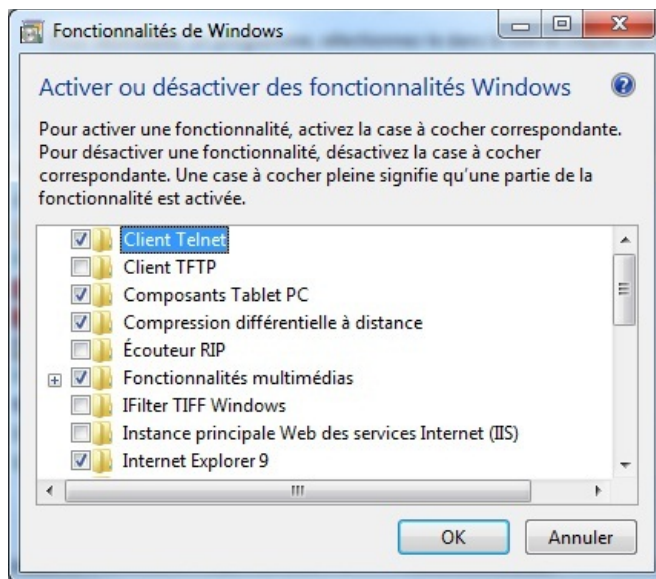 Fonctionnalités de Windows
Activer ou désactiver des fonctionnalités Windows
Pour activer une fonctionnalité, activez la case à cocher correspondante.
Pour désactiver une fonctionnalité, désactivez la case à cocher
correspondante. Une case à cocher pleine signifie qu'une partie de la
fonctionnalité est activée.
Client Telnet
Client TFTP
Composants Tablet PC
Compression différentielle à distance
Écouteur RIP
Fonctionnalités multimédias
IFilter TIFF Windows
Instance principale Web des services Internet (IIS)
Internet Explorer 9
OK
Annuler